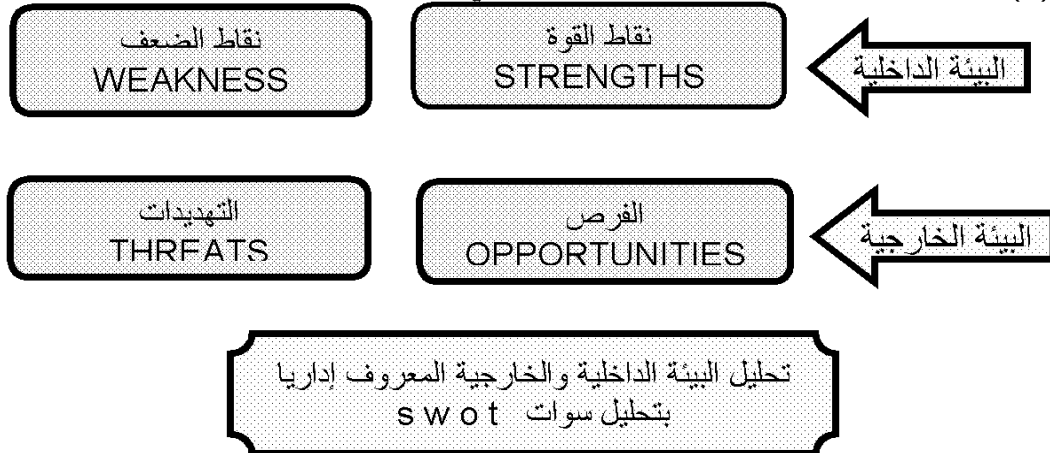 البيئة الداخلية
نقاط القوة
STRENGTHS
نقاط الضعف
WEAKNESS
البيئة الخارجية
الفرص
OPPORTUNITIES
التهديدات
THREATS
تحليل البيئة الداخلية والخارجية المعروف إداريا
بتحليل سوات s w o t